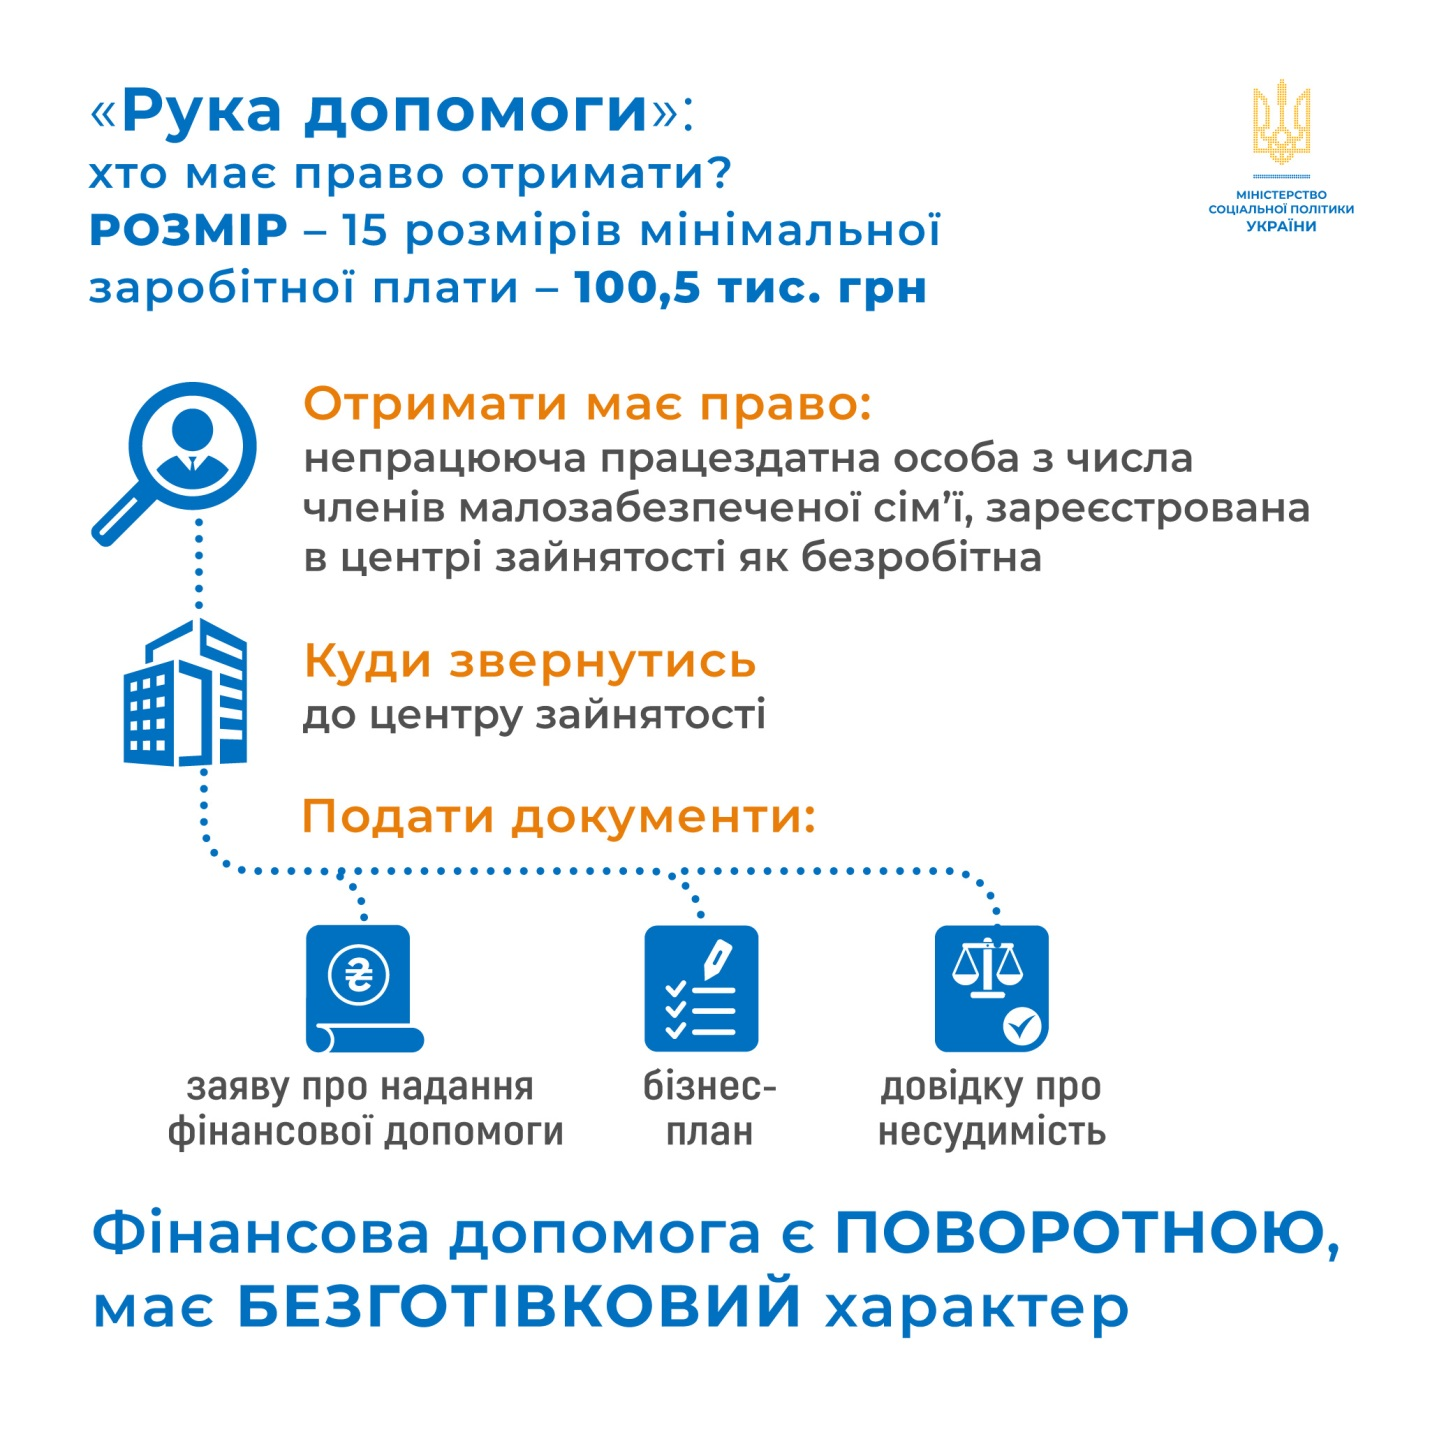 «Рука допомоги»:
хто має право отримати?
РОЗМІР – 15 розмірів мінімальної
заробітної плати – 100,5 тис. грн
МІНІСТЕРСТВО
СОЦІАЛЬНОЇ ПОЛІТИКИ
УКРАЇНИ
Отримати має право:
непрацююча працездатна особа з числа
членів малозабезпеченої сім’ї, зареєстрована
в центрі зайнятості як безробітна
Куди звернутись
до центру зайнятості
Подати документи:
₴
заяву про надання
фінансової допомоги
бізнес-
план
довідку про
несудимість
Фінансова допомога є ПОВОРОТНОЮ,
має БЕЗГОТІВКОВИЙ характер